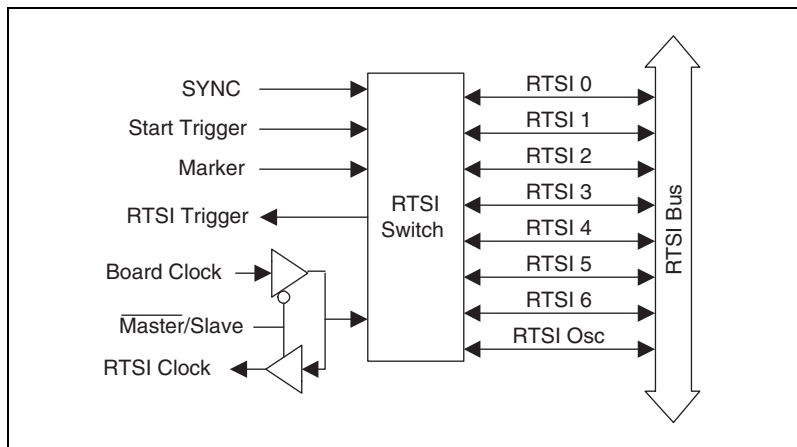 SYNC
Start Trigger
Marker
RTSI Trigger
Board Clock
Master/Slave
RTSI Clock
RTSI
Switch
RTSI 0
RTSI 1
RTSI 2
RTSI 3
RTSI 4
RTSI 5
RTSI 6
RTSI Osc
RTSI Bus